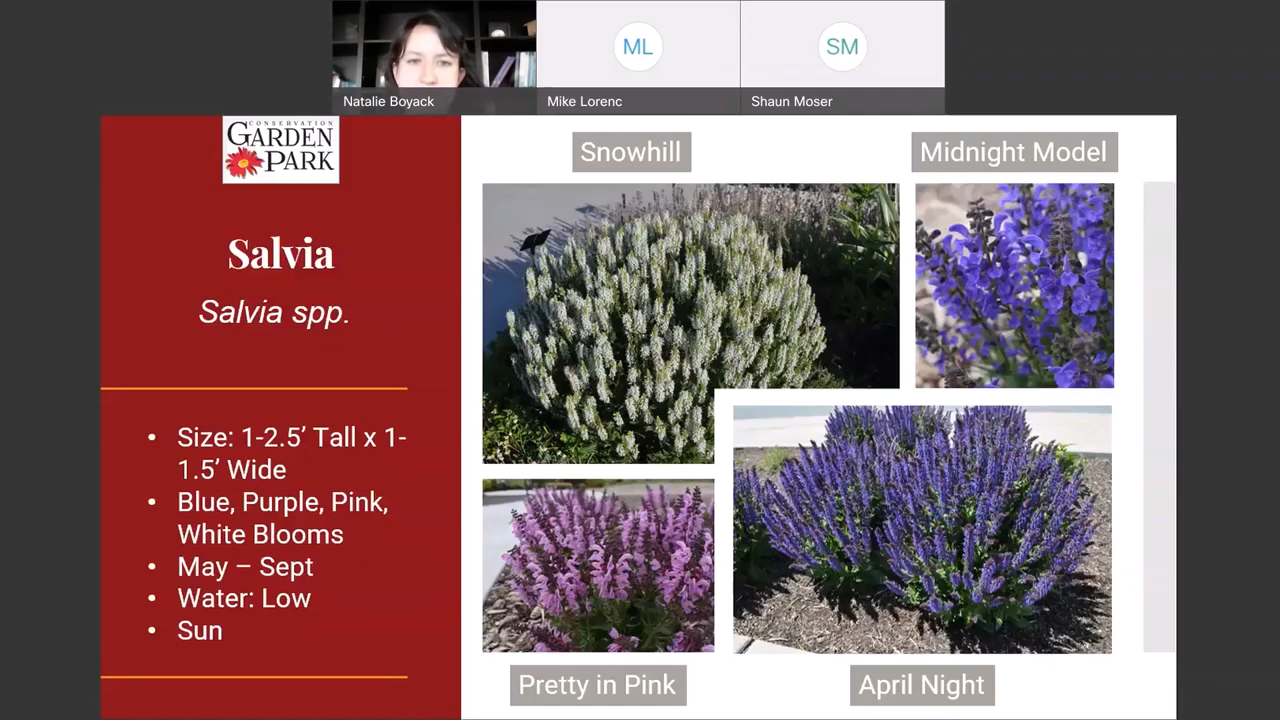 ML
SM
Natalie Boyack
Mike Lorenc
Shaun Moser
CONSERVATION
GARDEN
PARK
Salvia
Salvia spp.
• Size: 1-2.5’ Tall x 1-
1.5’ Wide
• Blue, Purple, Pink,
White Blooms
• May – Sept
• Water: Low
• Sun
Snowhill
Midnight Model
Pretty in Pink
April Night